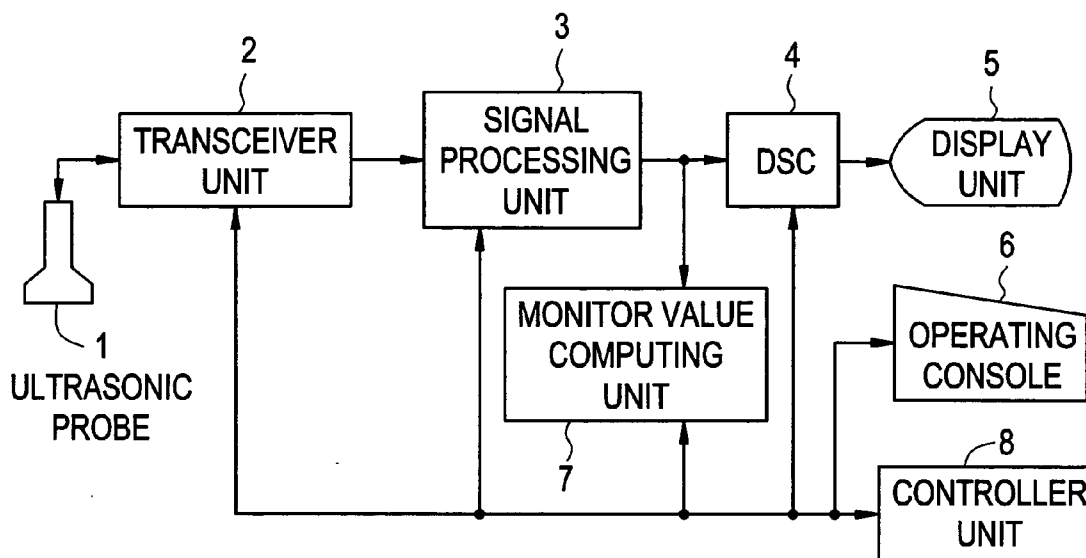 2
TRANSCEIVER
UNIT
3
SIGNAL
PROCESSING
UNIT
4
DSC
5
DISPLAY
UNIT
1
ULTRASONIC
PROBE
MONITOR VALUE
COMPUTING
UNIT
7
6
OPERATING
CONSOLE
8
CONTROLLER
UNIT